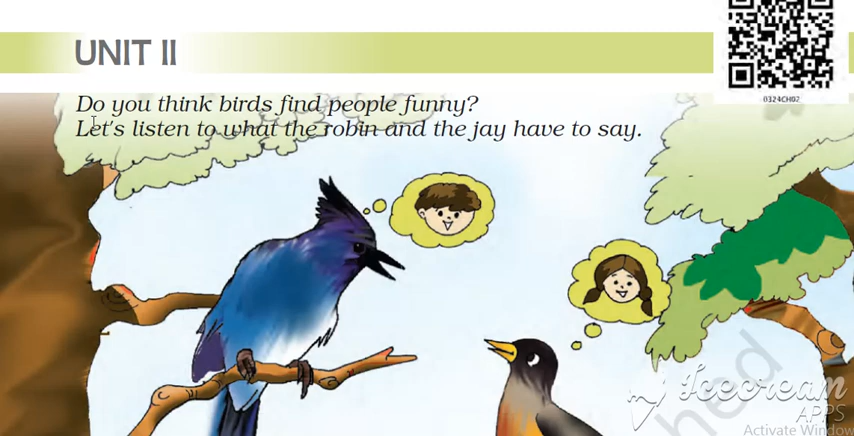 UNIT II
0324CH02
Do you think birds find people funny?
Let's listen to what the robin and the jay have to say.
hed
Icecream
APPS
Activate Window